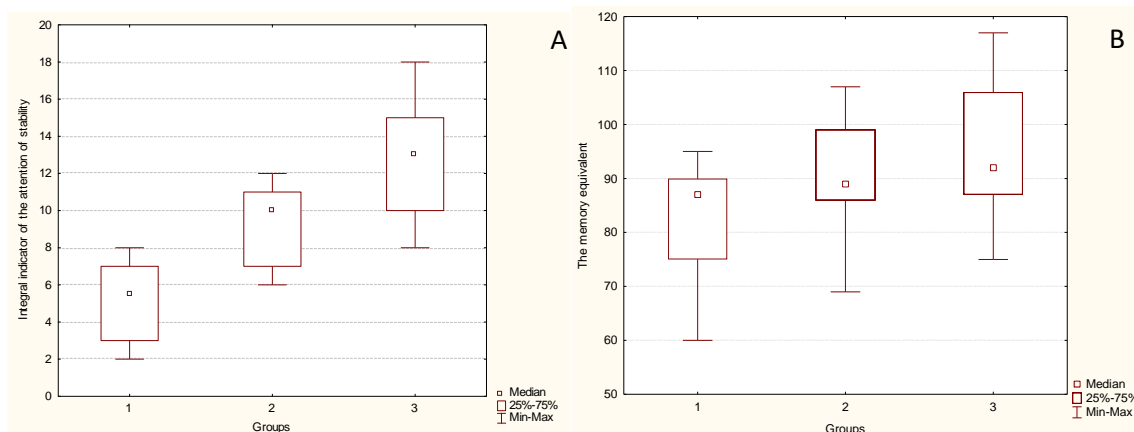 A
Integral indicator of the attention of stability
20
18
16
14
12
10
8
6
4
2
0
1 2 3
Groups
Median
25%-75%
Min-Max
B
The memory equivalent
120
110
100
90
80
70
60
50
1 2 3
Groups
Median
25%-75%
Min-Max